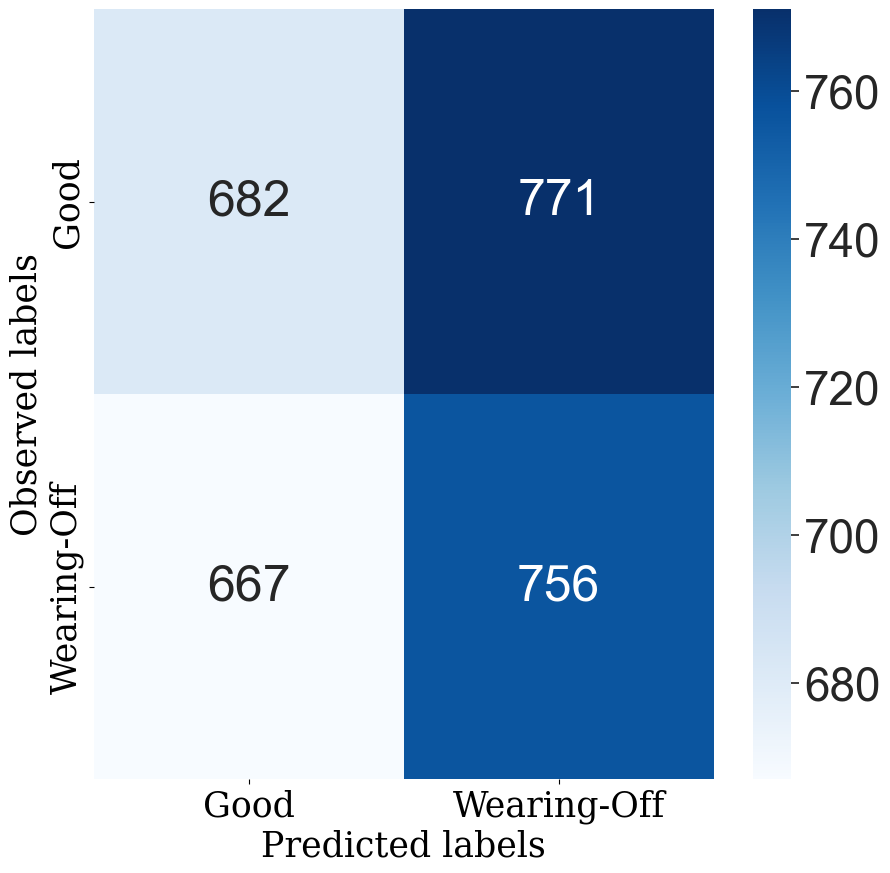 Observed labels
Good
682
771
Wearing-Off
667
756
Good
Wearing-Off
Predicted labels
760
740
720
700
680